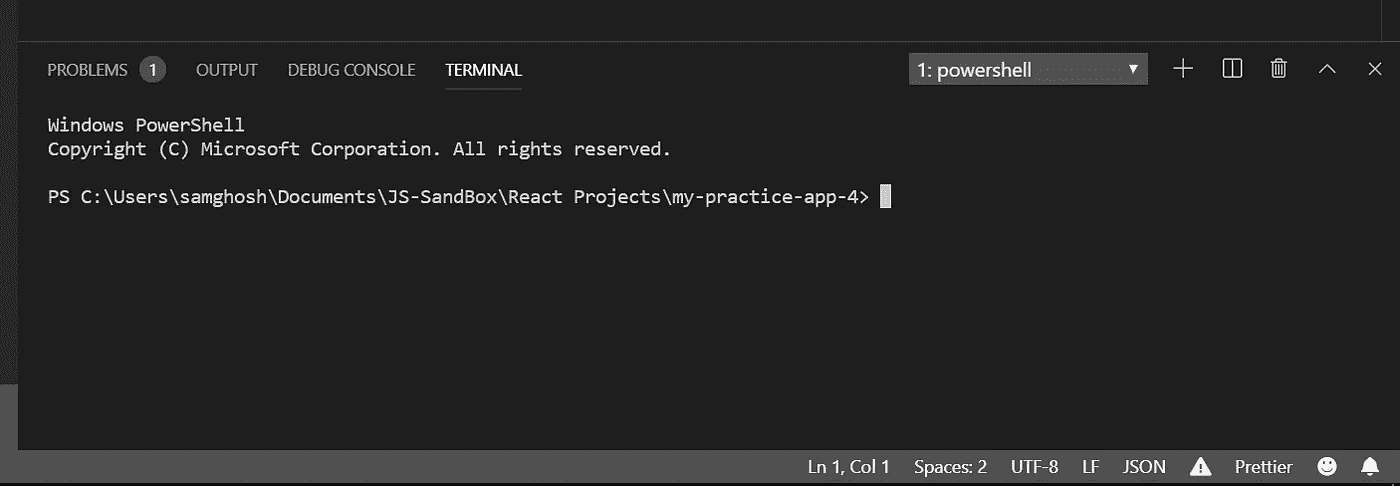 PROBLEMS 1 OUTPUT DEBUG CONSOLE TERMINAL 1: powershell
Windows PowerShell
Copyright (C) Microsoft Corporation. All rights reserved.
PS C:\Users\samghosh\Documents\JS-SandBox\React Projects\my-practice-app-4>
Ln 1, Col 1 Spaces: 2 UTF-8 LF JSON Prettier